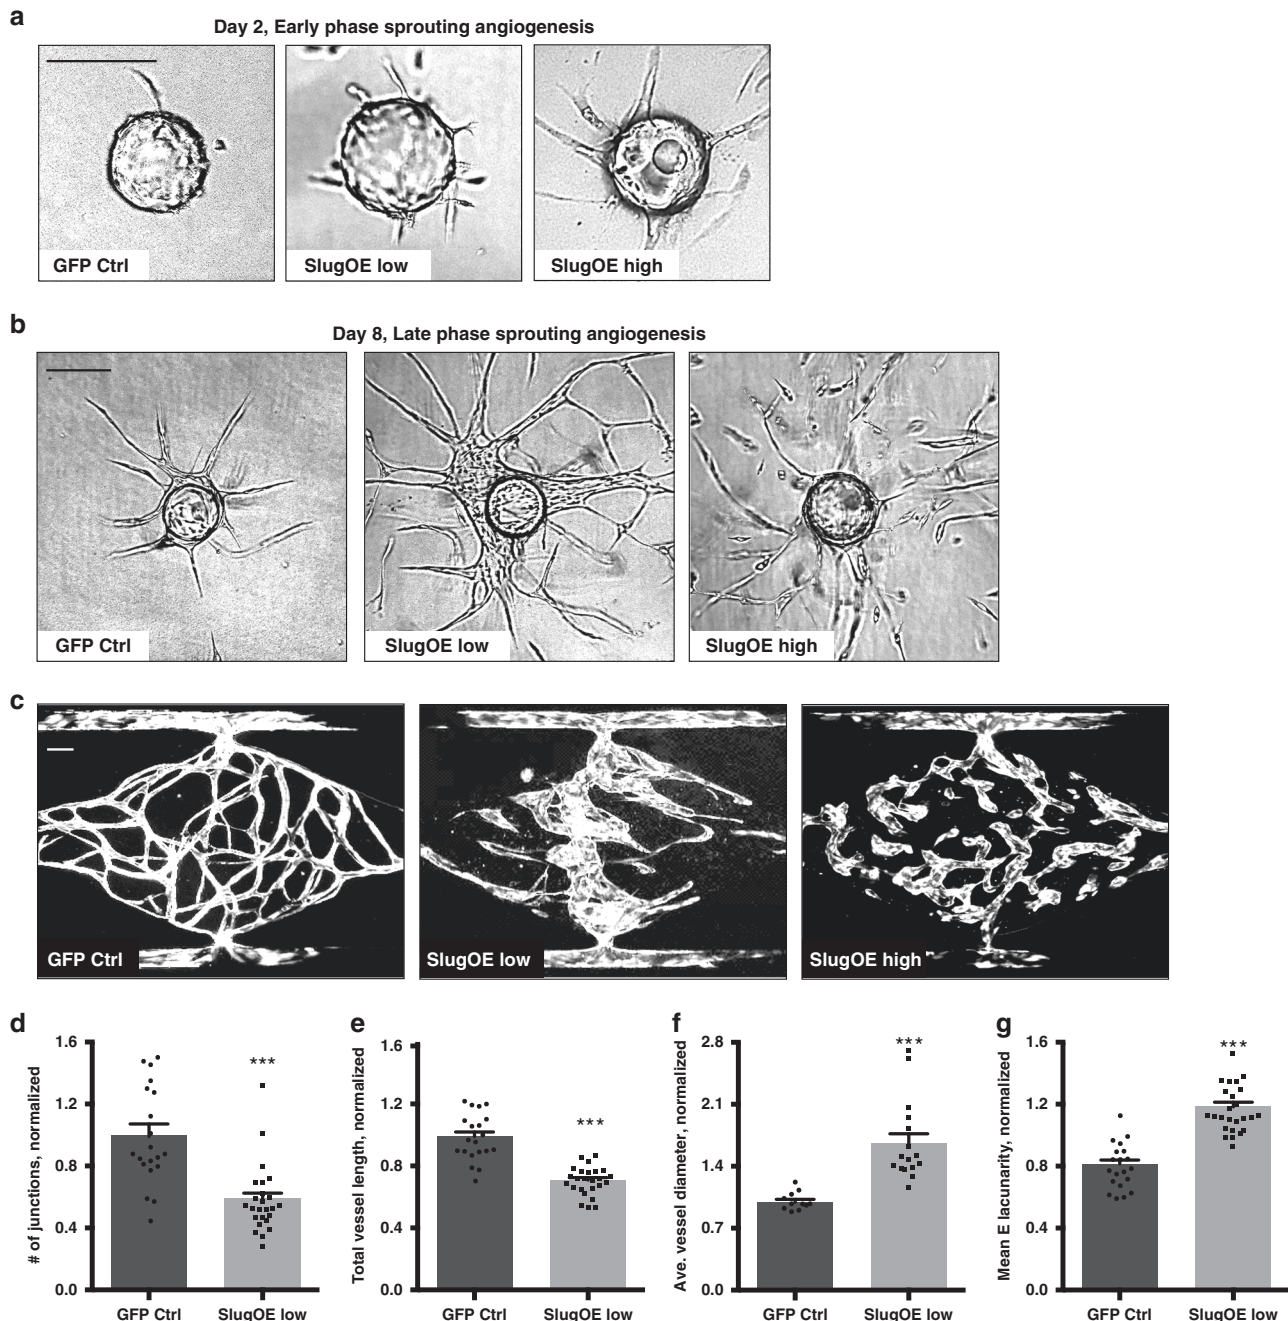 a
Day 2, Early phase sprouting angiogenesis
GFP Ctrl
SlugOE low
SlugOE high
b
Day 8, Late phase sprouting angiogenesis
GFP Ctrl
SlugOE low
SlugOE high
c
GFP Ctrl
SlugOE low
SlugOE high
d
# of junctions, normalized
1.6
1.2
0.8
0.4
0.0
***
GFP Ctrl
SlugOE low
e
Total vessel length, normalized
1.6
1.2
0.8
0.4
0.0
***
GFP Ctrl
SlugOE low
f
Ave. vessel diameter, normalized
2.8
2.1
1.4
0.7
0.0
***
GFP Ctrl
SlugOE low
g
Mean E lacunarity, normalized
1.6
1.2
0.8
0.4
0.0
***
GFP Ctrl
SlugOE low